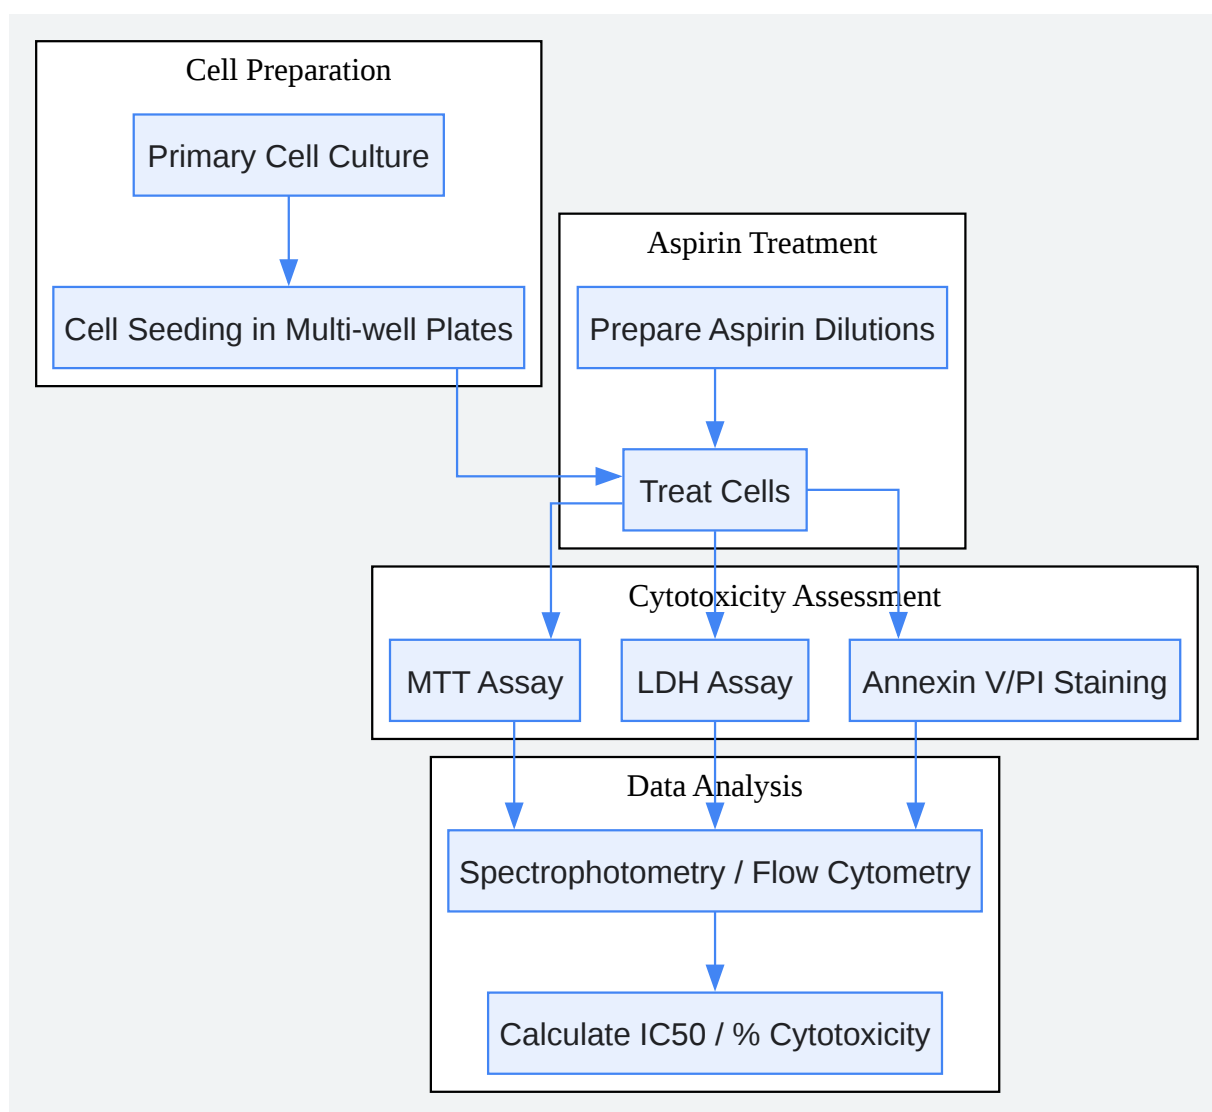 Cell Preparation
Primary Cell Culture
Cell Seeding in Multi-well Plates
Aspirin Treatment
Prepare Aspirin Dilutions
Treat Cells
Cytotoxicity Assessment
MTT Assay
LDH Assay
Annexin V/PI Staining
Data Analysis
Spectrophotometry / Flow Cytometry
Calculate IC50 / % Cytotoxicity